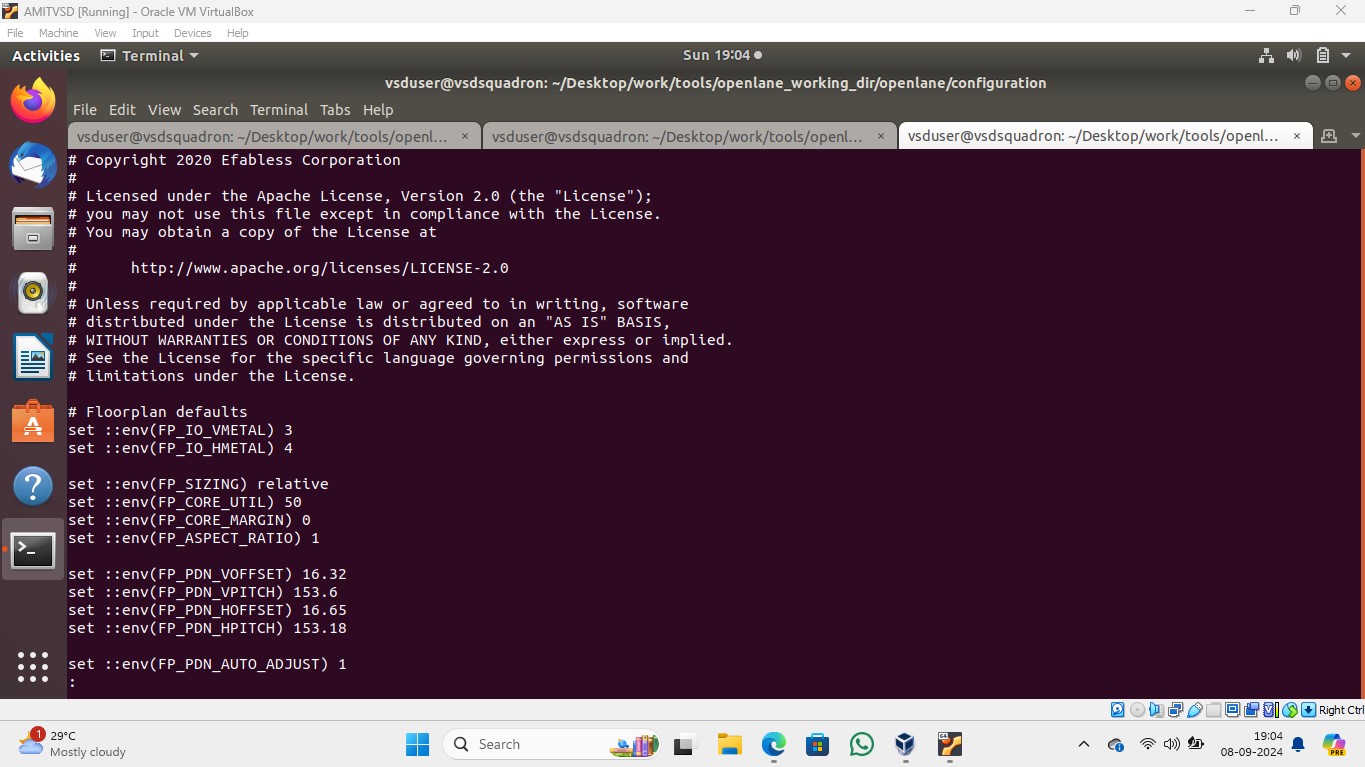 AMITVSD [Running] - Oracle VM VirtualBox
File Machine View Input Devices Help
Activities Terminal Sun 19:04
vsduser@vsdsquadron: ~/Desktop/work/tools/openlane_working_dir/openlane/configuration
File Edit View Search Terminal Tabs Help
vsduser@vsdsquadron: ~/Desktop/work/tools/openl... × vsduser@vsdsquadron: ~/Desktop/work/tools/openl... × vsduser@vsdsquadron: ~/Desktop/work/tools/openl... ×
# Copyright 2020 Efabless Corporation
#
# Licensed under the Apache License, Version 2.0 (the "License");
# you may not use this file except in compliance with the License.
# You may obtain a copy of the License at
#
#      http://www.apache.org/licenses/LICENSE-2.0
#
# Unless required by applicable law or agreed to in writing, software
# distributed under the License is distributed on an "AS IS" BASIS,
# WITHOUT WARRANTIES OR CONDITIONS OF ANY KIND, either express or implied.
# See the License for the specific language governing permissions and
# limitations under the License.
# Floorplan defaults
set ::env(FP_IO_VMETAL) 3
set ::env(FP_IO_HMETAL) 4
set ::env(FP_SIZING) relative
set ::env(FP_CORE_UTIL) 50
set ::env(FP_CORE_MARGIN) 0
set ::env(FP_ASPECT_RATIO) 1
set ::env(FP_PDN_VOFFSET) 16.32
set ::env(FP_PDN_VPITCH) 153.6
set ::env(FP_PDN_HOFFSET) 16.65
set ::env(FP_PDN_HPITCH) 153.18
set ::env(FP_PDN_AUTO_ADJUST) 1
:
Right Ctrl
1
29°C
Mostly cloudy
Search
64
19:04
08-09-2024
PRE